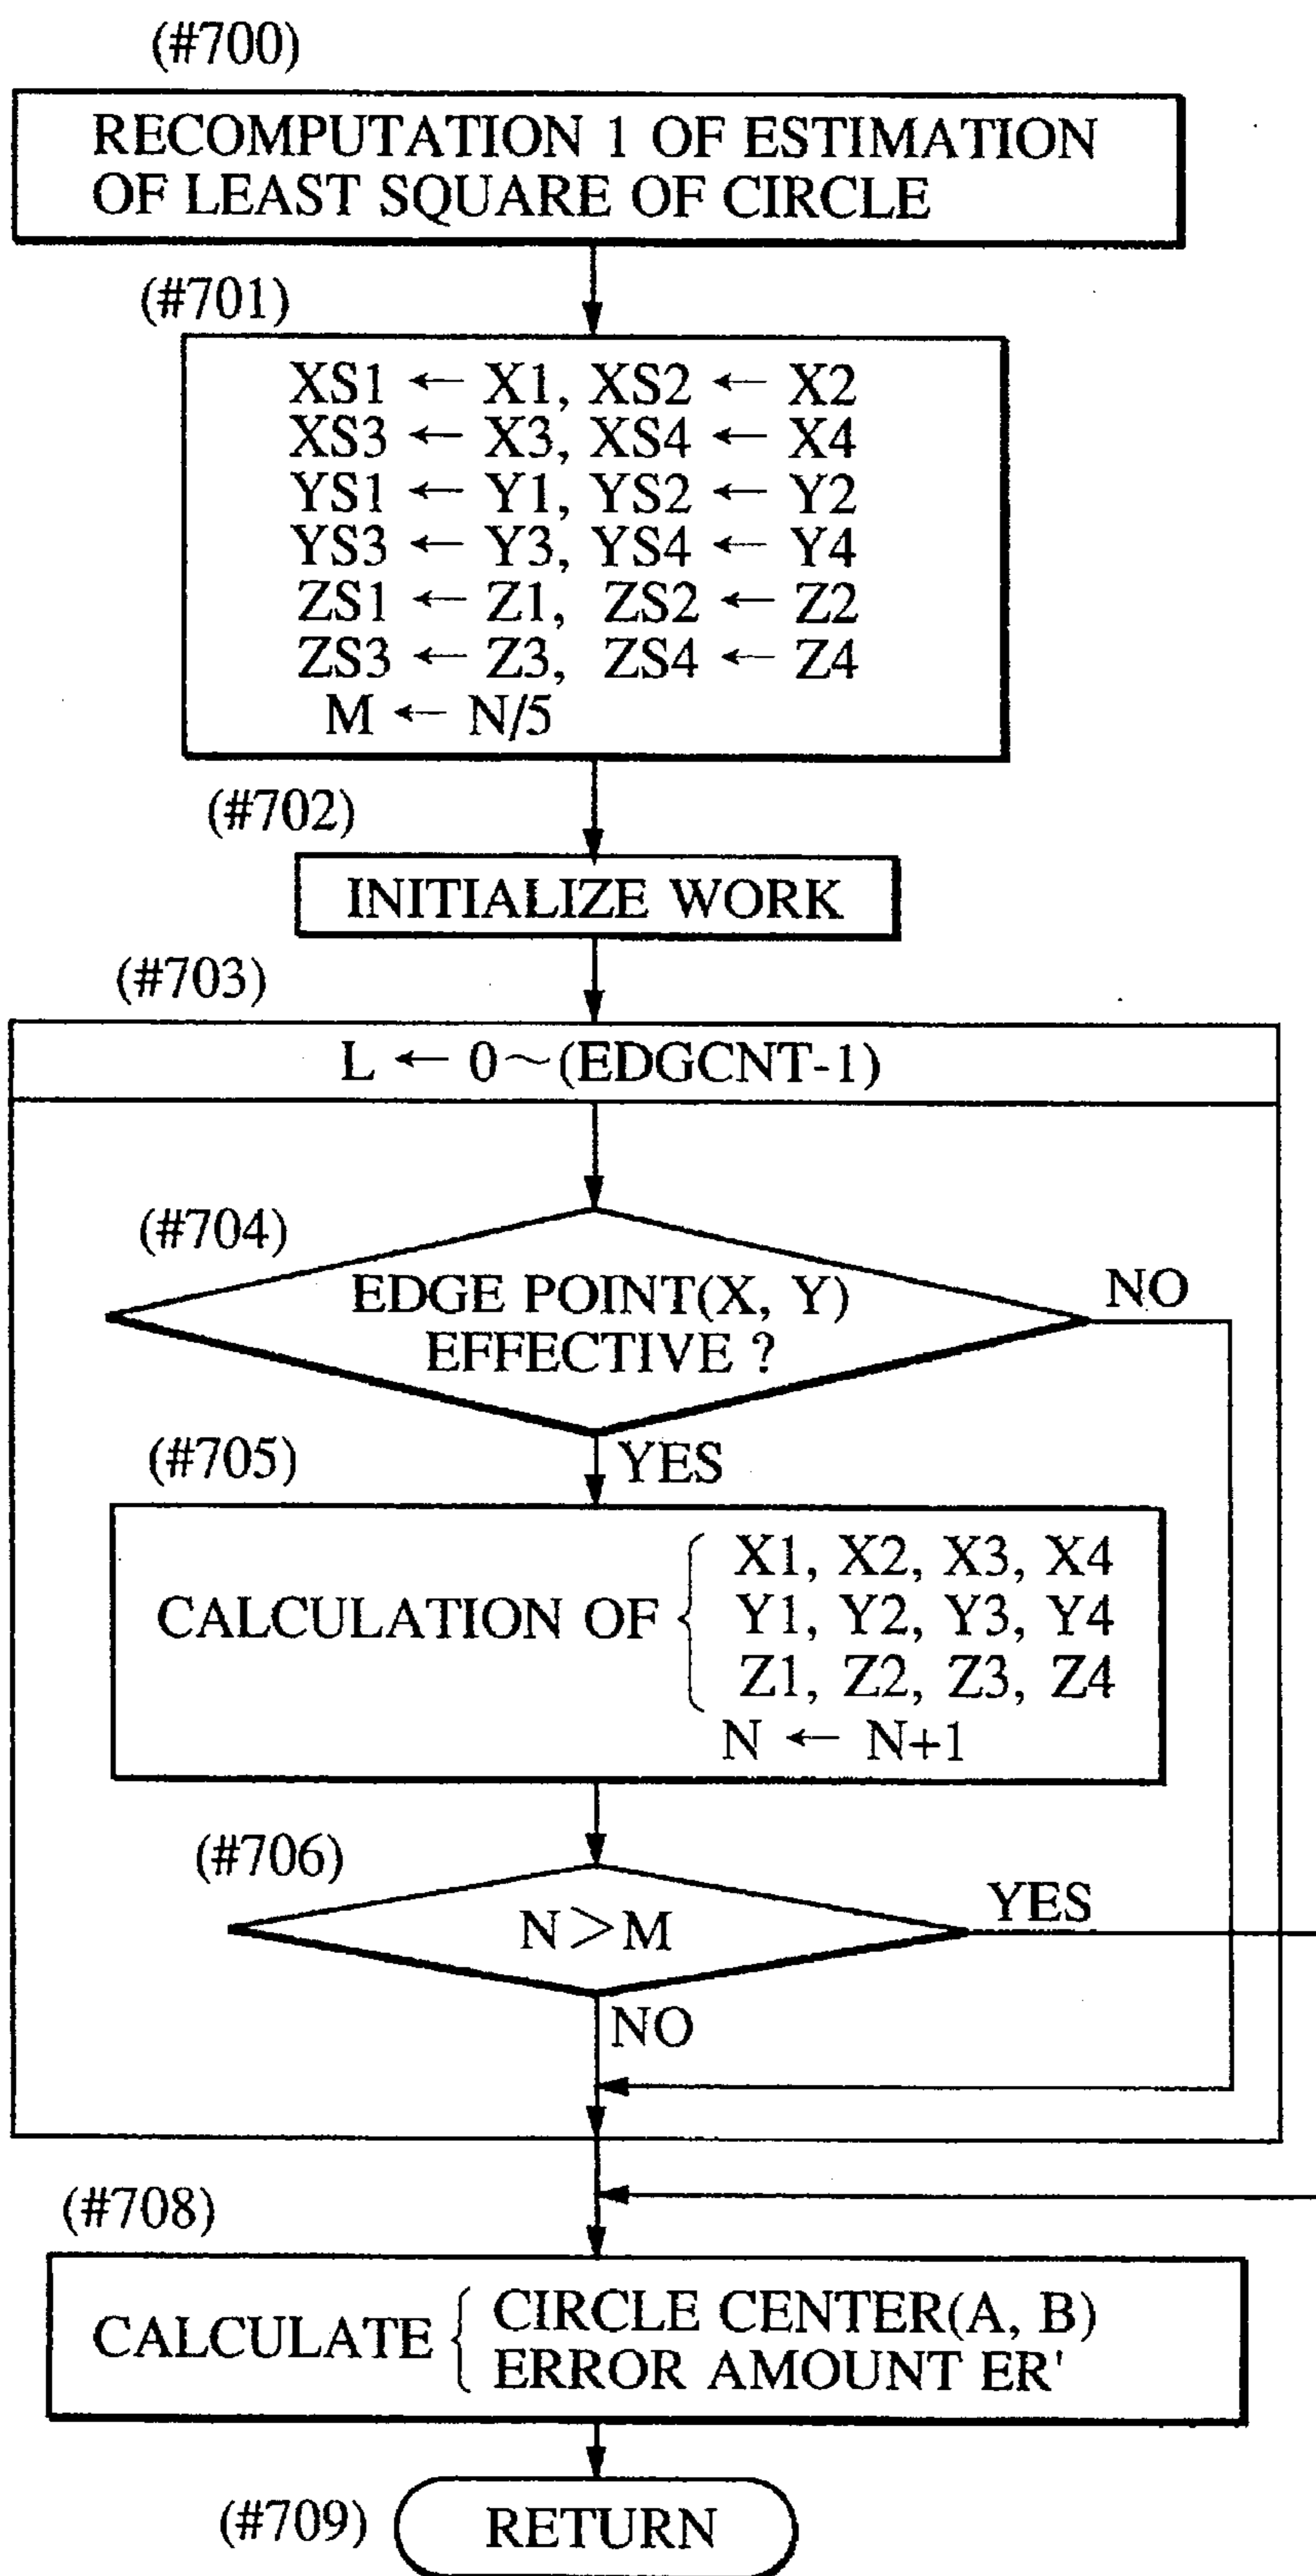 (#700)
RECOMPUTATION 1 OF ESTIMATION
OF LEAST SQUARE OF CIRCLE
(#701)
XS1 ← X1, XS2 ← X2
XS3 ← X3, XS4 ← X4
YS1 ← Y1, YS2 ← Y2
YS3 ← Y3, YS4 ← Y4
ZS1 ← Z1, ZS2 ← Z2
ZS3 ← Z3, ZS4 ← Z4
M ← N/5
(#702)
INITIALIZE WORK
(#703)
L ← 0~(EDGCNT-1)
(#704)
EDGE POINT(X, Y)
EFFECTIVE ?
NO
YES
(#705)
CALCULATION OF
X1, X2, X3, X4
Y1, Y2, Y3, Y4
Z1, Z2, Z3, Z4
N ← N+1
(#706)
N>M
YES
NO
(#708)
CALCULATE
CIRCLE CENTER(A, B)
ERROR AMOUNT ER'
(#709)
RETURN